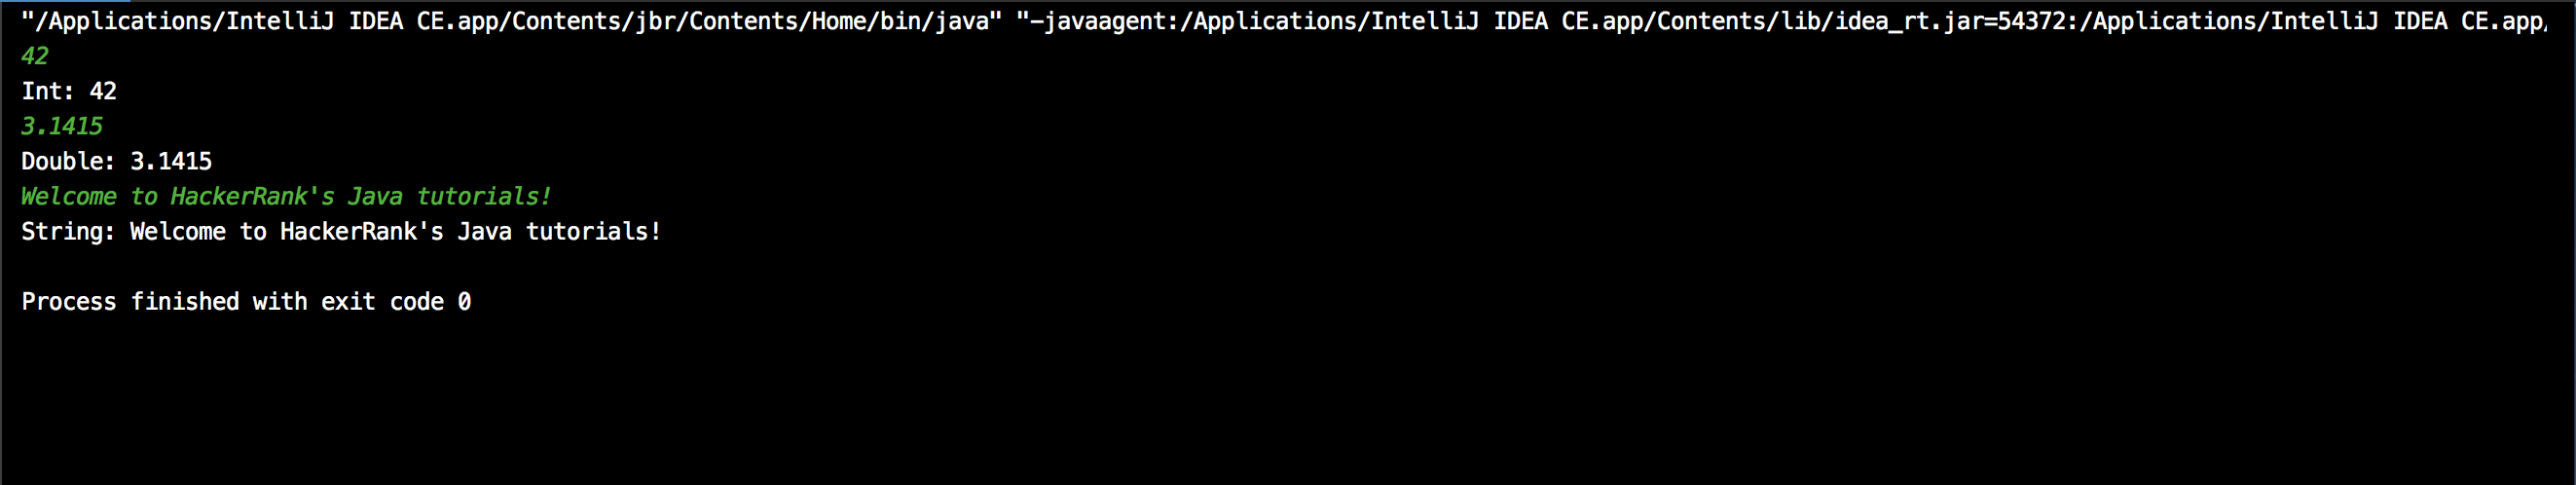 "/Applications/IntelliJ IDEA CE.app/Contents/jbr/Contents/Home/bin/java" "-javaagent:/Applications/IntelliJ IDEA CE.app/Contents/lib/idea_rt.jar=54372:/Applications/IntelliJ IDEA CE.app/
42
Int: 42
3.1415
Double: 3.1415
Welcome to HackerRank's Java tutorials!
String: Welcome to HackerRank's Java tutorials!
Process finished with exit code 0